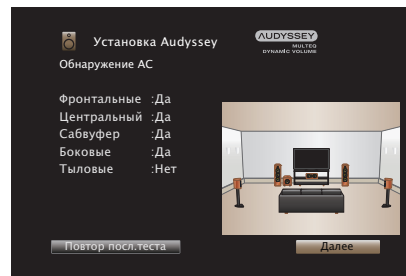 Установка Audyssey
AUDYSSEY
MULTEQ
DYNAMIC VOLUME
Обнаружение АС
Фронтальные :Да
Центральный :Да
Сабвуфер :Да
Боковые :Да
Тыловые :Нет
Повтор посл.теста
Далее